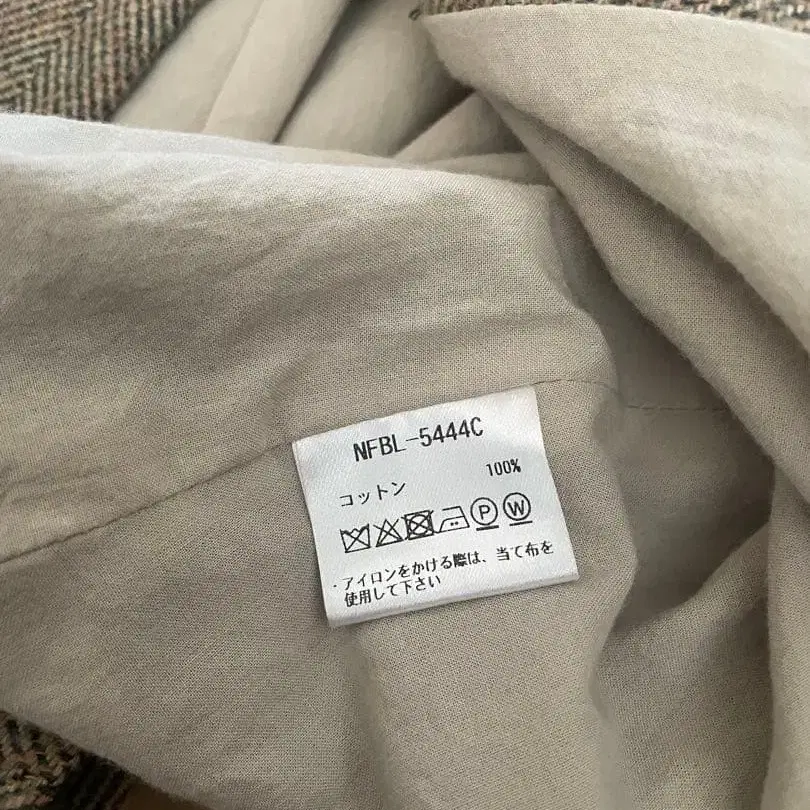 NFBL-5444C
コットン 100%
P W
・アイロンをかける際は、当て布を
使用して下さい